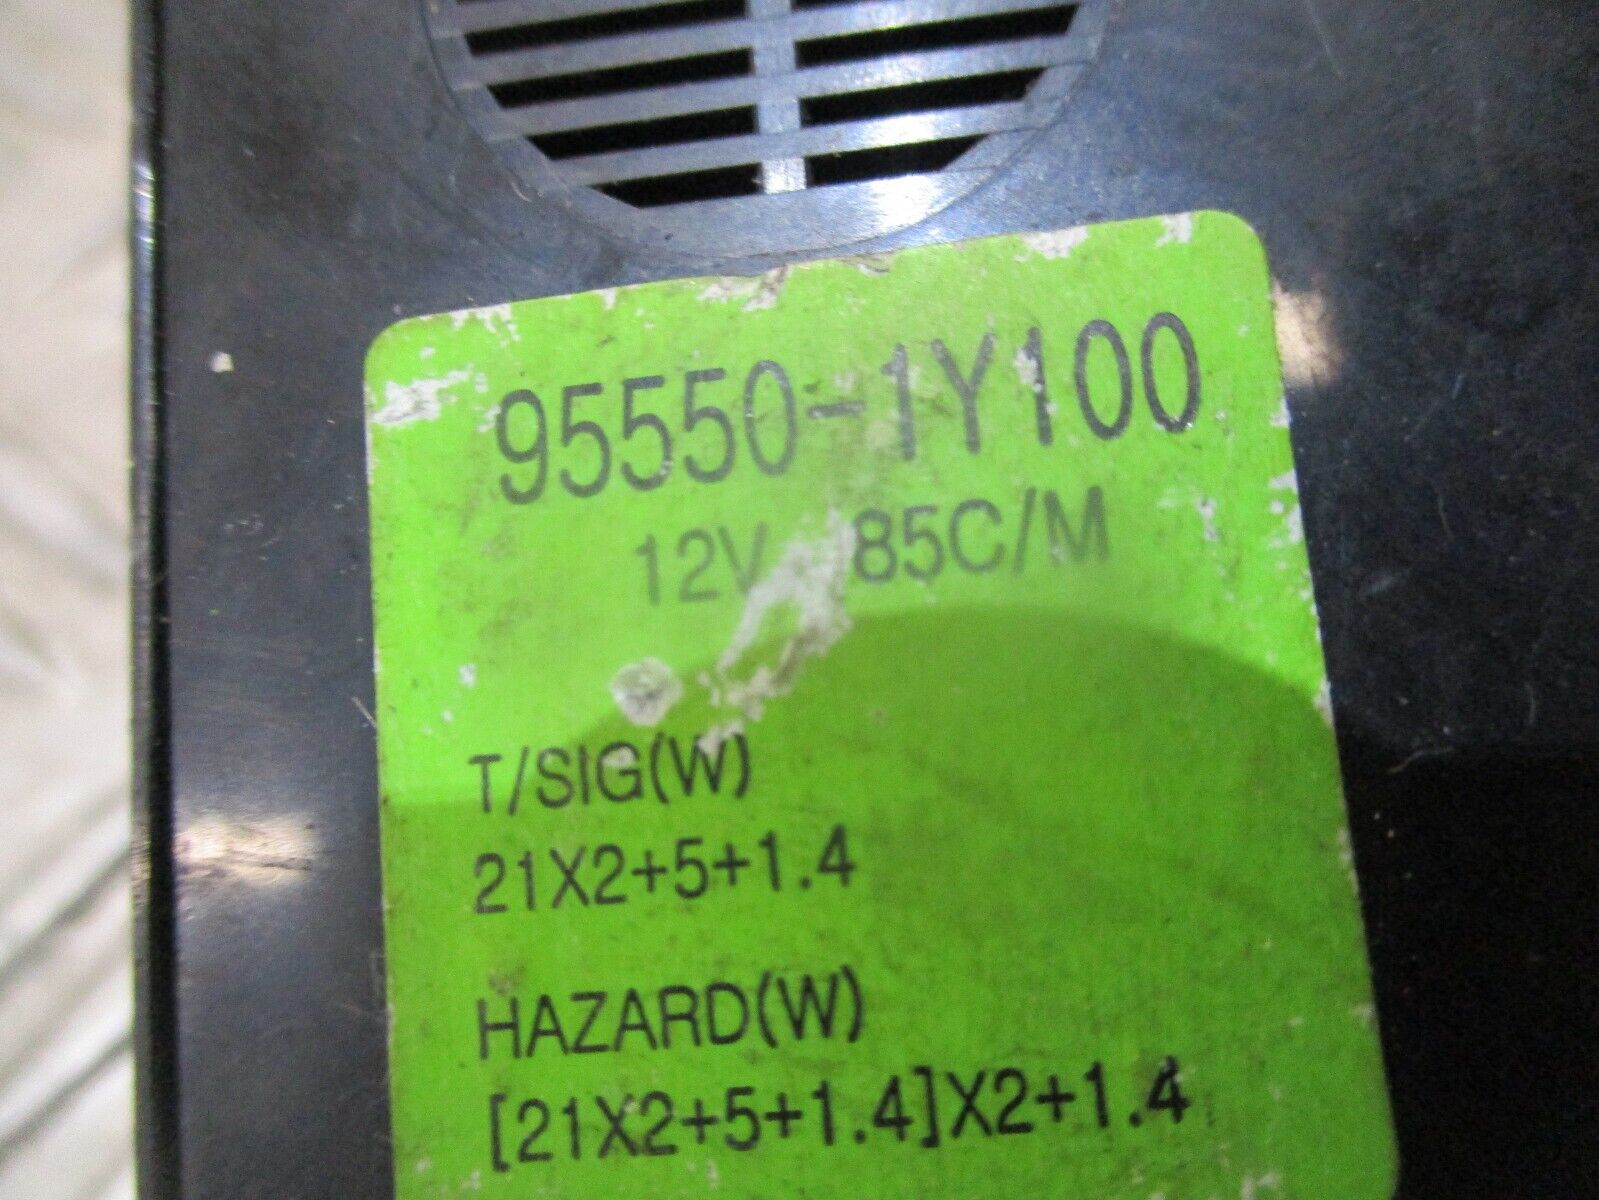 95550-1Y100
12V 85C/M
T/SIG(W)
21X2+5+1.4
HAZARD(W)
[21X2+5+1.4]X2+1.4